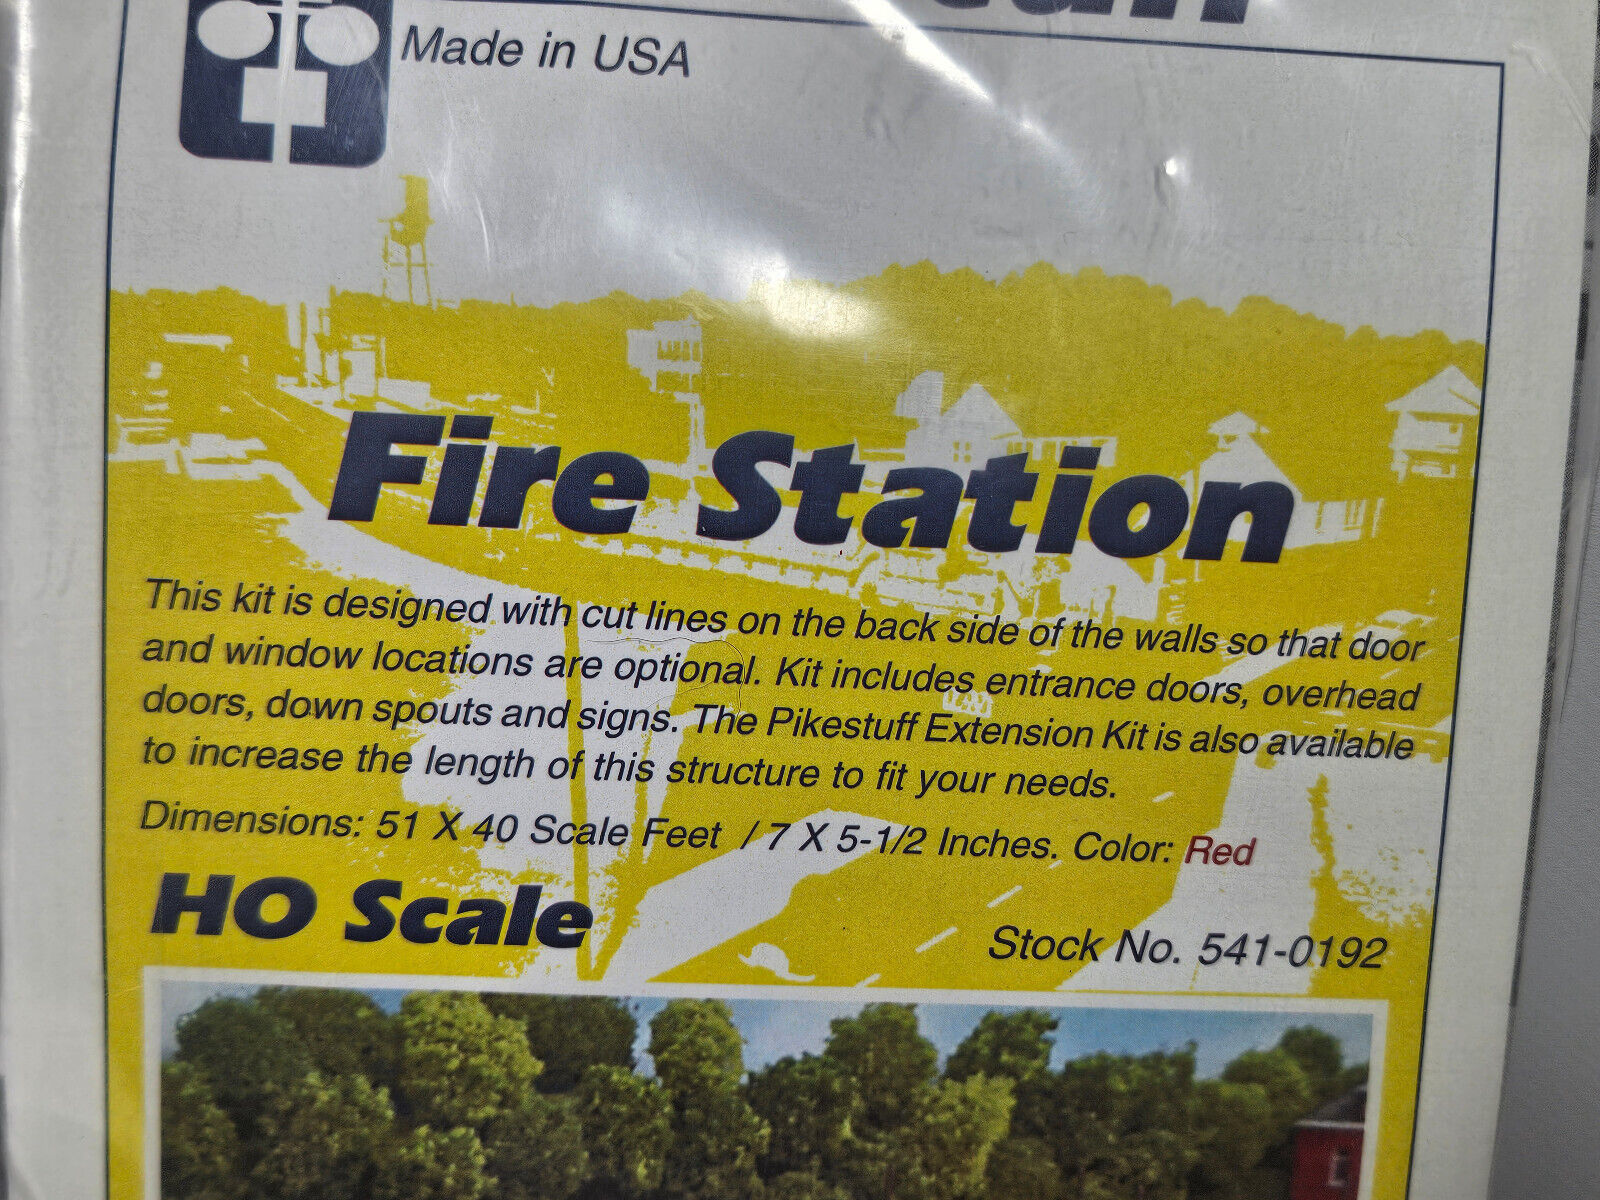 Made in USA
Fire Station
This kit is designed with cut lines on the back side of the walls so that door
and window locations are optional. Kit includes entrance doors, overhead
doors, down spouts and signs. The Pikestuff Extension Kit is also available
to increase the length of this structure to fit your needs.
Dimensions: 51 X 40 Scale Feet / 7 X 5-1/2 Inches. Color: Red
HO Scale
Stock No. 541-0192